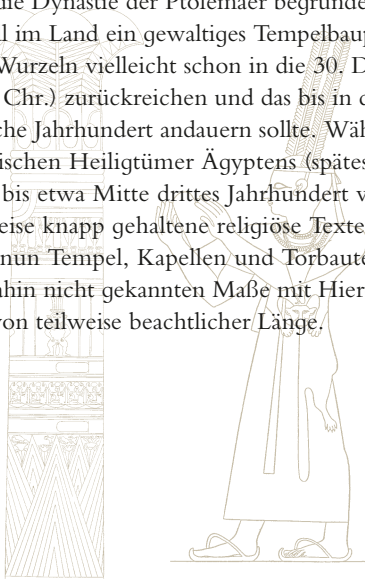 die Dynastie der Ptolemäer begründe
l im Land ein gewaltiges Tempelbaup
Wurzeln vielleicht schon in die 30. D
Chr.) zurückreichen und das bis in d
che Jahrhundert andauern sollte. Wäh
ischen Heiligtümer Ägyptens (spätes
bis etwa Mitte drittes Jahrhundert v
eise knapp gehaltene religiöse Texte
nun Tempel, Kapellen und Torbaute
ahin nicht gekannten Maße mit Hier
von teilweise beachtlicher Länge.